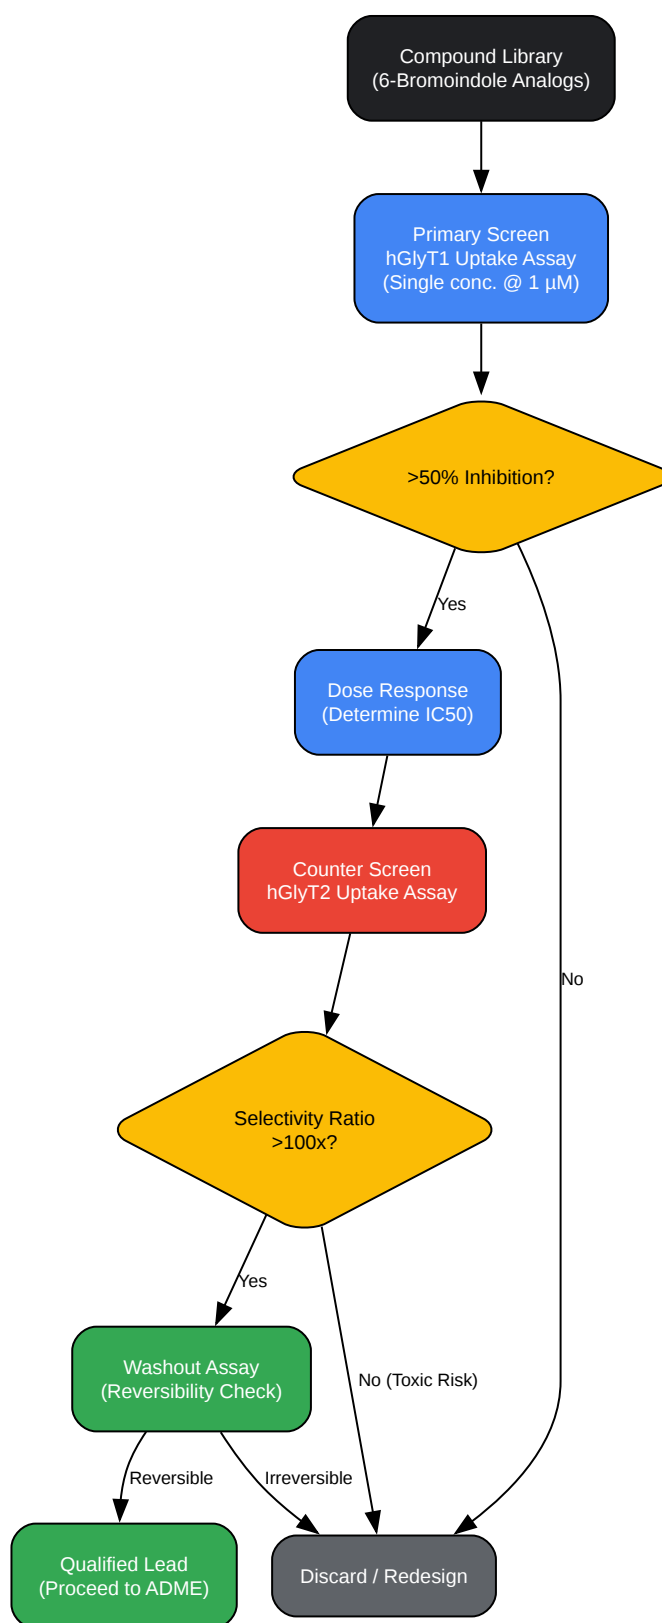 Compound Library
(6-Bromoindole Analogs)
Primary Screen
hGlyT1 Uptake Assay
(Single conc. @ 1 µM)
>50% Inhibition?
Yes
Dose Response
(Determine IC50)
Counter Screen
hGlyT2 Uptake Assay
No
Selectivity Ratio
>100x?
Yes
Washout Assay
(Reversibility Check)
No (Toxic Risk)
Reversible
Irreversible
Qualified Lead
(Proceed to ADME)
Discard / Redesign